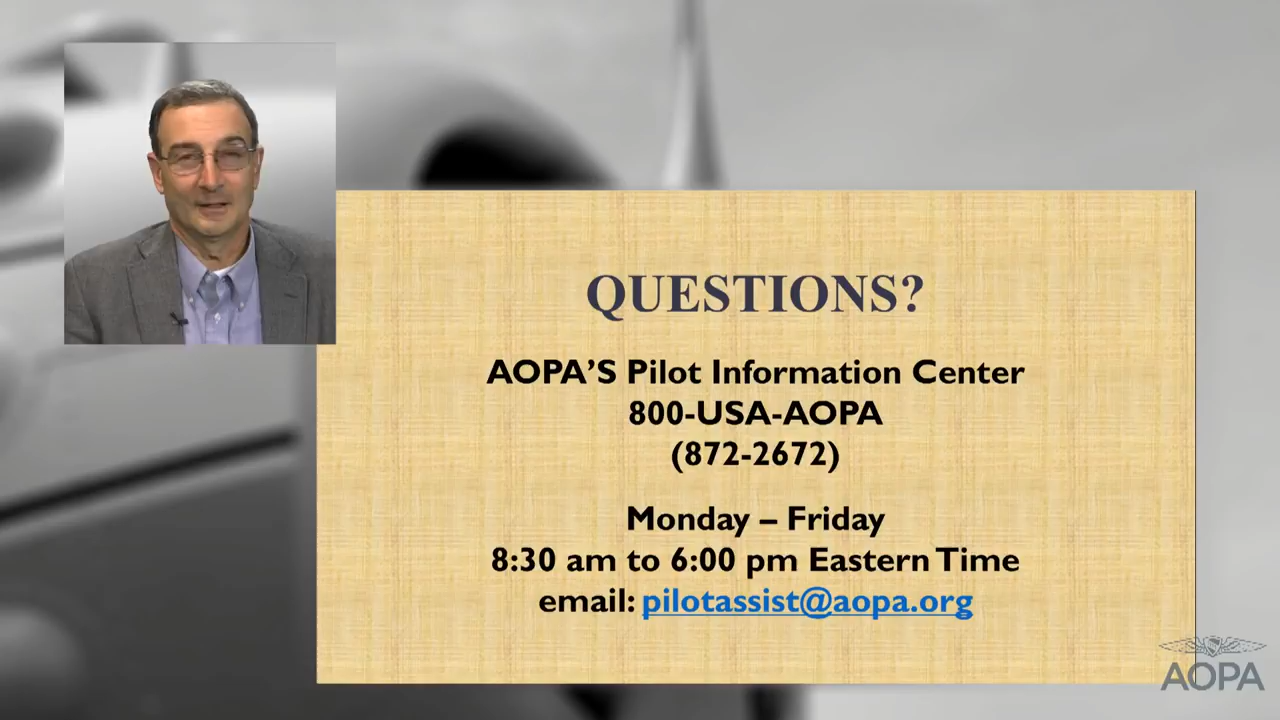 QUESTIONS?
AOPA’S Pilot Information Center
800-USA-AOPA
(872-2672)
Monday – Friday
8:30 am to 6:00 pm Eastern Time
email: pilotassist@aopa.org
AOPA